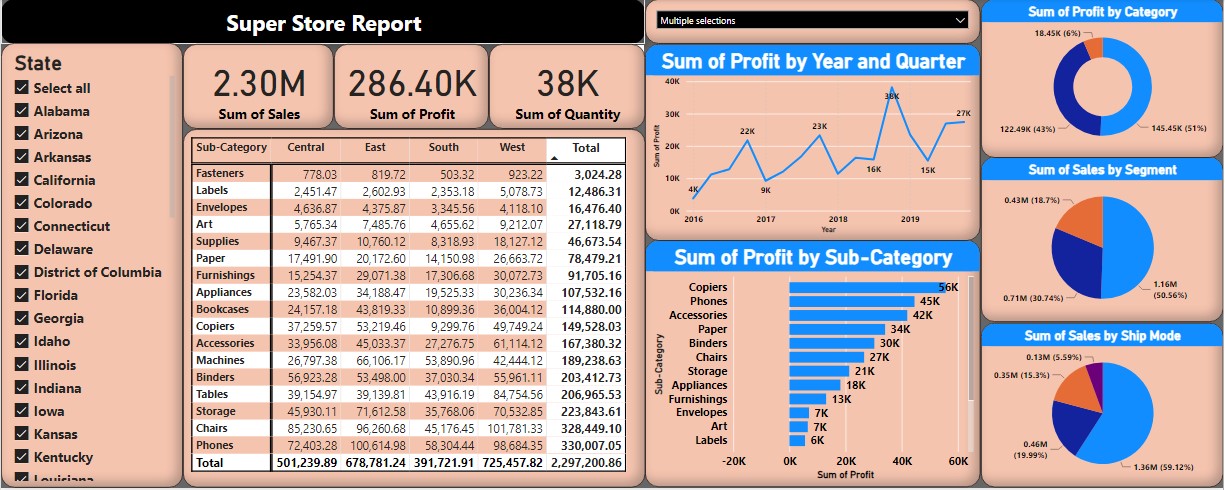 Super Store Report
State
Select all
Alabama
Arizona
Arkansas
California
Colorado
Connecticut
Delaware
District of Columbia
Florida
Georgia
Idaho
Illinois
Indiana
Iowa
Kansas
Kentucky
Louisiana
2.30M
Sum of Sales
286.40K
Sum of Profit
38K
Sum of Quantity
Sub-Category Central East South West Total
Fasteners 778.03 819.72 503.32 923.22 3,024.28
Labels 2,451.47 2,602.93 2,353.18 5,078.73 12,486.31
Envelopes 4,636.87 4,375.87 3,345.56 4,118.10 16,476.40
Art 5,765.34 7,485.76 4,655.62 9,212.07 27,118.79
Supplies 9,467.37 10,760.12 8,318.93 18,127.12 46,673.54
Paper 17,491.90 20,172.60 14,150.98 26,663.72 78,479.21
Furnishings 15,254.37 29,071.38 17,306.68 30,072.73 91,705.16
Appliances 23,582.03 34,188.47 19,525.33 30,236.34 107,532.16
Bookcases 24,157.18 43,819.33 10,899.36 36,004.12 114,880.00
Copiers 37,259.57 53,219.46 9,299.76 49,749.24 149,528.03
Accessories 33,956.08 45,033.37 27,276.75 61,114.12 167,380.32
Machines 26,797.38 66,106.17 53,890.96 42,444.12 189,238.63
Binders 56,923.28 53,498.00 37,030.34 55,961.11 203,412.73
Tables 39,154.97 39,139.81 43,916.19 84,754.56 206,965.53
Storage 45,930.11 71,612.58 35,768.06 70,532.85 223,843.61
Chairs 85,230.65 96,260.68 45,176.45 101,781.33 328,449.10
Phones 72,403.28 100,614.98 58,304.44 98,684.35 330,007.05
Total 501,239.89 678,781.24 391,721.91 725,457.82 2,297,200.86
Multiple selections
Sum of Profit by Year and Quarter
Sum of Profit
40K
30K
20K
10K
0K
4K
22K
9K
23K
16K
38K
15K
27K
2016 2017 2018 2019
Year
Sum of Profit by Sub-Category
Sub-Category
Copiers 56K
Phones 45K
Accessories 42K
Paper 34K
Binders 30K
Chairs 27K
Storage 21K
Appliances 18K
Furnishings 13K
Envelopes 7K
Art 7K
Labels 6K
-20K 0K 20K 40K 60K
Sum of Profit
Sum of Profit by Category
18.45K (6%)
122.49K (43%)
145.45K (51%)
Sum of Sales by Segment
0.43M (18.7%)
0.71M (30.74%)
1.16M
(50.56%)
Sum of Sales by Ship Mode
0.13M (5.59%)
0.35M (15.3%)
0.46M
(19.99%)
1.36M (59.12%)